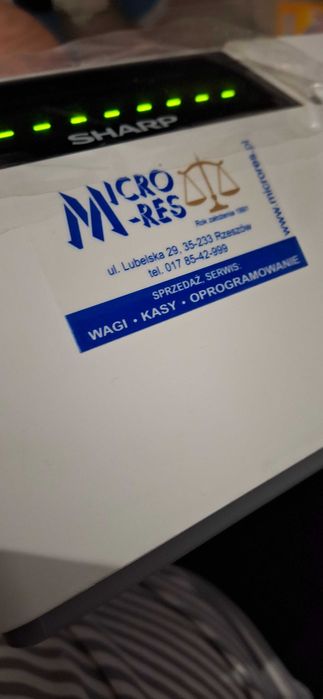 SHARP
MICRO
-RES
Rok założenia 1991
www.microres.pl
ul. Lubelska 29, 35-233 Rzeszów
tel. 017 85-42-999
SPRZEDAŻ, SERWIS:
WAGI • KASY • OPROGRAMOWANIE